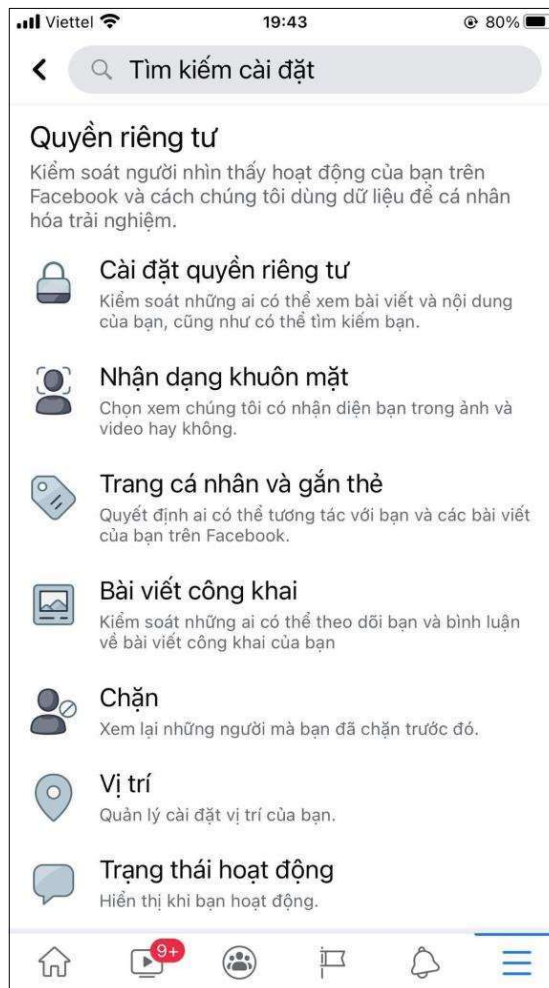 Viettel 19:43 80%
Tìm kiếm cài đặt
Quyền riêng tư
Kiểm soát người nhìn thấy hoạt động của bạn trên
Facebook và cách chúng tôi dùng dữ liệu để cá nhân
hóa trải nghiệm.
Cài đặt quyền riêng tư
Kiểm soát những ai có thể xem bài viết và nội dung
của bạn, cũng như có thể tìm kiếm bạn.
Nhận dạng khuôn mặt
Chọn xem chúng tôi có nhận diện bạn trong ảnh và
video hay không.
Trang cá nhân và gắn thẻ
Quyết định ai có thể tương tác với bạn và các bài viết
của bạn trên Facebook.
Bài viết công khai
Kiểm soát những ai có thể theo dõi bạn và bình luận
về bài viết công khai của bạn
Chặn
Xem lại những người mà bạn đã chặn trước đó.
Vị trí
Quản lý cài đặt vị trí của bạn.
Trạng thái hoạt động
Hiển thị khi bạn hoạt động.
9+